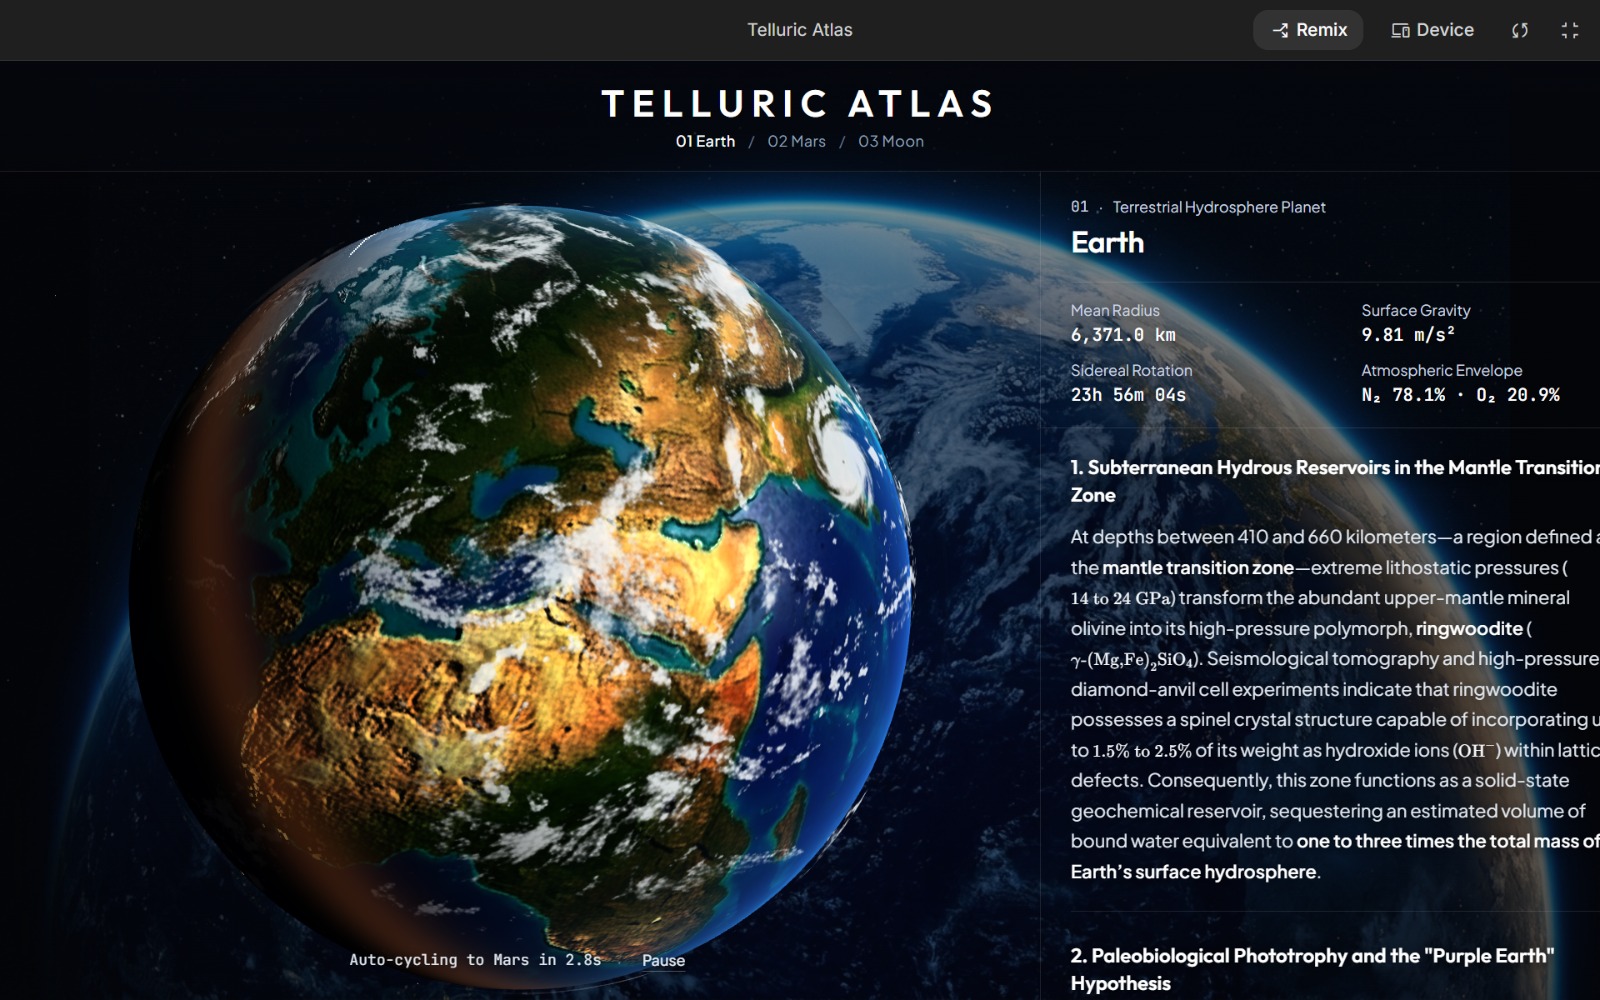 Telluric Atlas
Remix
Device
TELLURIC ATLAS
01 Earth / 02 Mars / 03 Moon
01 · Terrestrial Hydrosphere Planet
Earth
Mean Radius
6,371.0 km
Surface Gravity
9.81 m/s²
Sidereal Rotation
23h 56m 04s
Atmospheric Envelope
N₂ 78.1% · O₂ 20.9%
1. Subterranean Hydrous Reservoirs in the Mantle Transition
Zone
At depths between 410 and 660 kilometers—a region defined a
the mantle transition zone—extreme lithostatic pressures (
14 to 24 GPa) transform the abundant upper-mantle mineral
olivine into its high-pressure polymorph, ringwoodite (
γ-(Mg,Fe)₂SiO₄). Seismological tomography and high-pressure
diamond-anvil cell experiments indicate that ringwoodite
possesses a spinel crystal structure capable of incorporating u
to 1.5% to 2.5% of its weight as hydroxide ions (OH⁻) within lattic
defects. Consequently, this zone functions as a solid-state
geochemical reservoir, sequestering an estimated volume of
bound water equivalent to one to three times the total mass of
Earth’s surface hydrosphere.
2. Paleobiological Phototrophy and the "Purple Earth"
Hypothesis
Auto-cycling to Mars in 2.8s · Pause